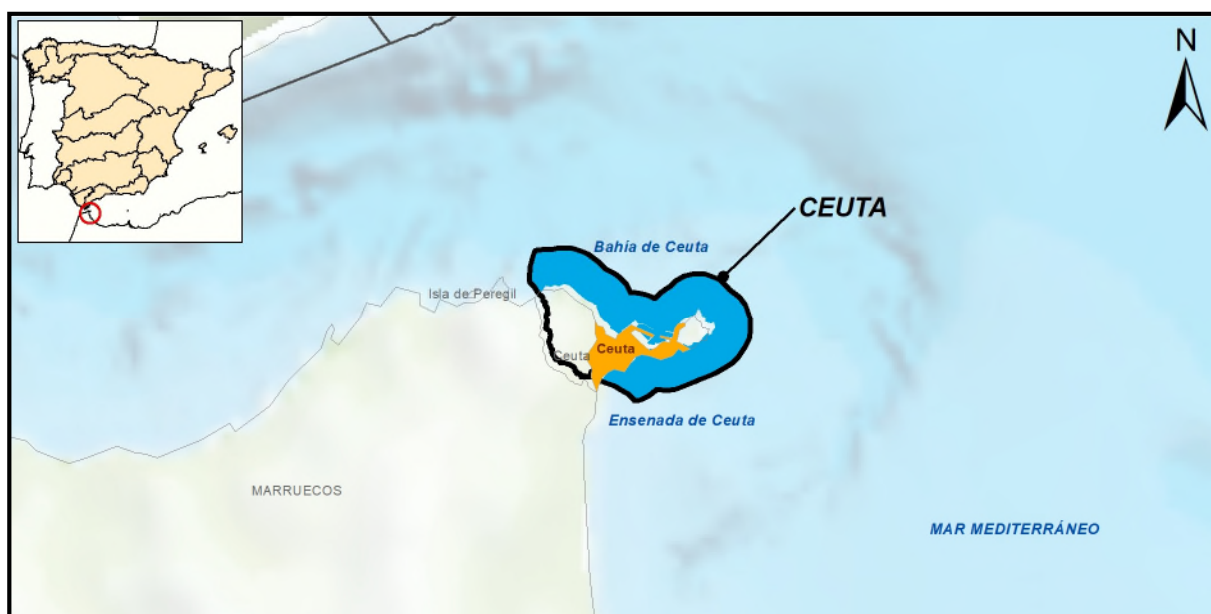 N
CEUTA
Bahía de Ceuta
Isla de Peregil
Ceuta
Ceuta
Ensenada de Ceuta
MARRUECOS
MAR MEDITERRÁNEO